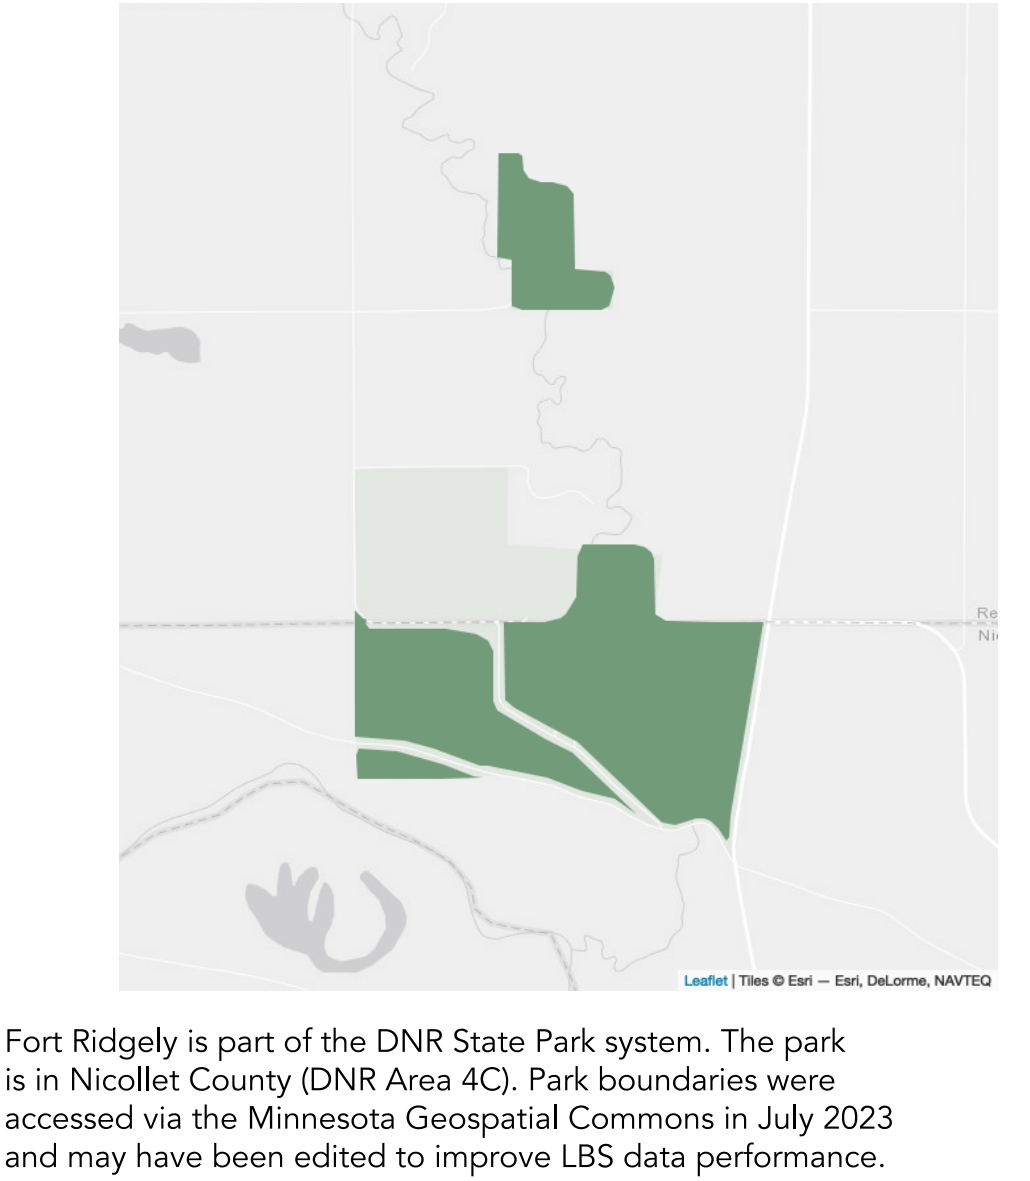 Re
Ni
Leaflet | Tiles © Esri — Esri, DeLorme, NAVTEQ
Fort Ridgely is part of the DNR State Park system. The park
is in Nicollet County (DNR Area 4C). Park boundaries were
accessed via the Minnesota Geospatial Commons in July 2023
and may have been edited to improve LBS data performance.